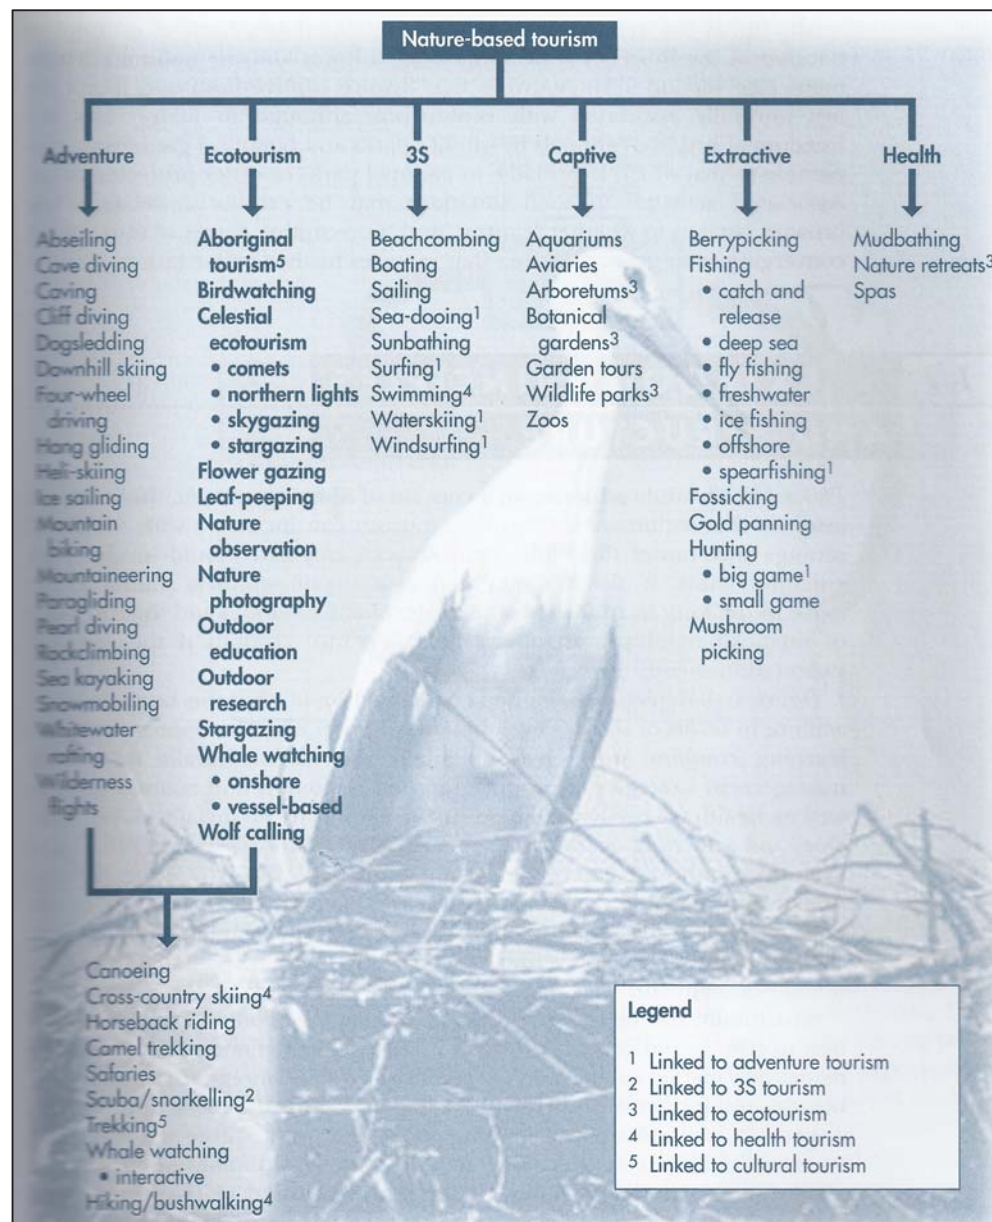 Nature-based tourism
Adventure
Abseiling
Cave diving
Caving
Cliff diving
Dogsledding
Downhill skiing
Four-wheel
driving
Hang gliding
Heli-skiing
Ice sailing
Mountain
biking
Mountaineering
Paragliding
Pearl diving
Rockclimbing
Sea kayaking
Snowmobiling
Whitewater
rafting
Wilderness
flights
Ecotourism
Aboriginal
tourism⁵
Birdwatching
Celestial
ecotourism
• comets
• northern lights
• skygazing
• stargazing
Flower gazing
Leaf-peeping
Nature
observation
Nature
photography
Outdoor
education
Outdoor
research
Stargazing
Whale watching
• onshore
• vessel-based
Wolf calling
3S
Beachcombing
Boating
Sailing
Sea-dooing¹
Sunbathing
Surfing¹
Swimming⁴
Waterskiing¹
Windsurfing¹
Captive
Aquariums
Aviaries
Arboretums³
Botanical
gardens³
Garden tours
Wildlife parks³
Zoos
Extractive
Berrypicking
Fishing
• catch and
release
• deep sea
• fly fishing
• freshwater
• ice fishing
• offshore
• spearfishing¹
Fossicking
Gold panning
Hunting
• big game¹
• small game
Mushroom
picking
Health
Mudbathing
Nature retreats³
Spas
Canoeing
Cross-country skiing⁴
Horseback riding
Camel trekking
Safaries
Scuba/snorkelling²
Trekking⁵
Whale watching
• interactive
Hiking/bushwalking⁴
Legend
¹ Linked to adventure tourism
² Linked to 3S tourism
³ Linked to ecotourism
⁴ Linked to health tourism
⁵ Linked to cultural tourism